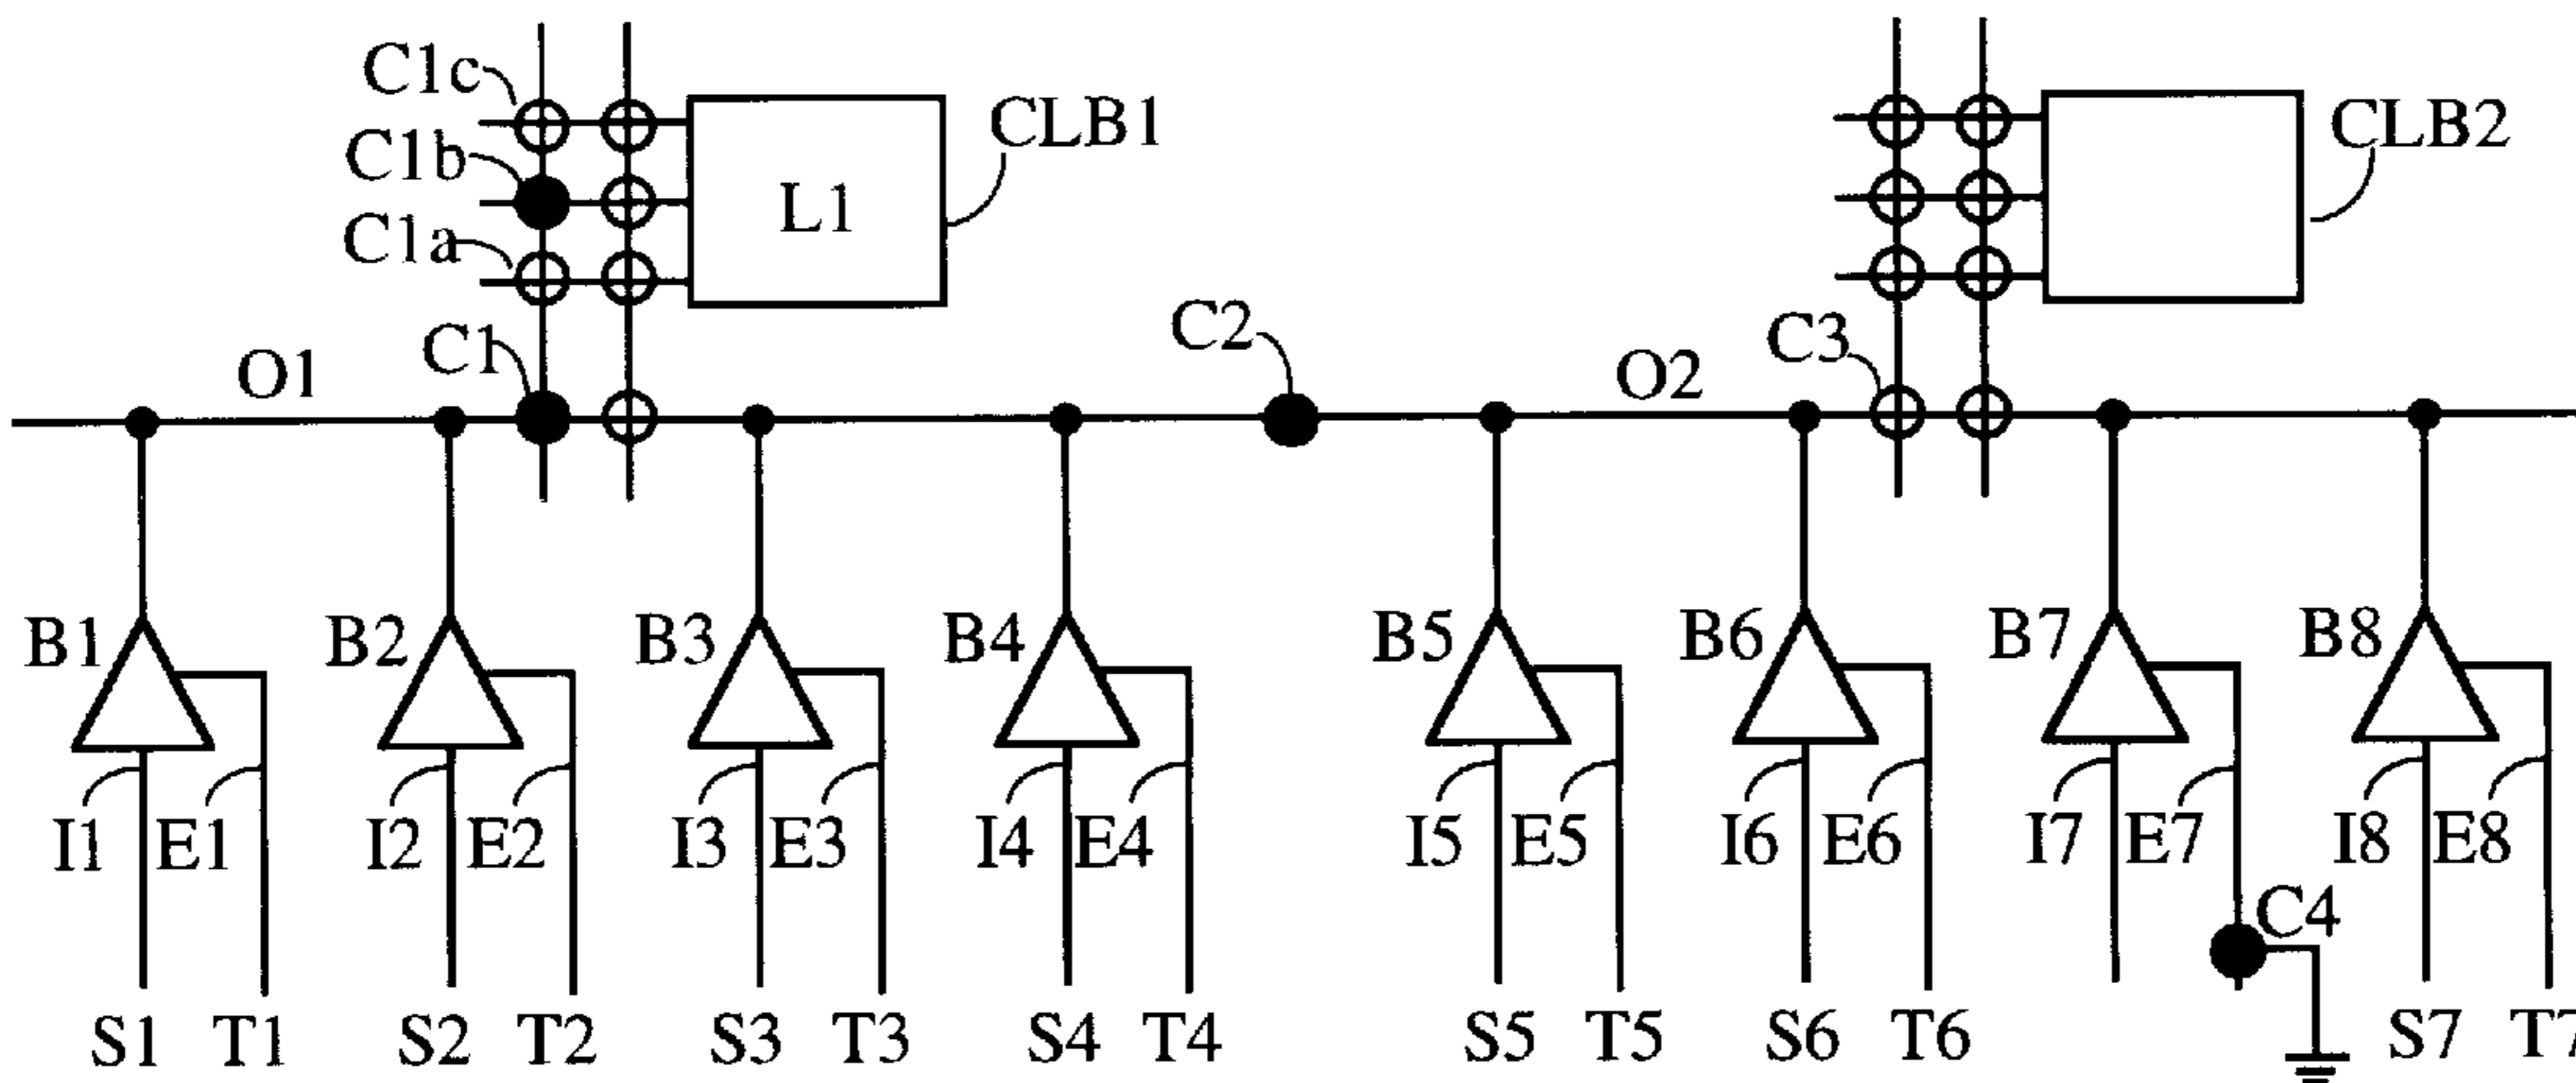 C1c
C1b
C1a
L1
CLB1
CLB2
O1
C1
C2
O2
C3
B1 B2 B3 B4 B5 B6 B7 B8
I1 E1 I2 E2 I3 E3 I4 E4 I5 E5 I6 E6 I7 E7 I8 E8
C4
S1 T1 S2 T2 S3 T3 S4 T4 S5 T5 S6 T6 S7 T7